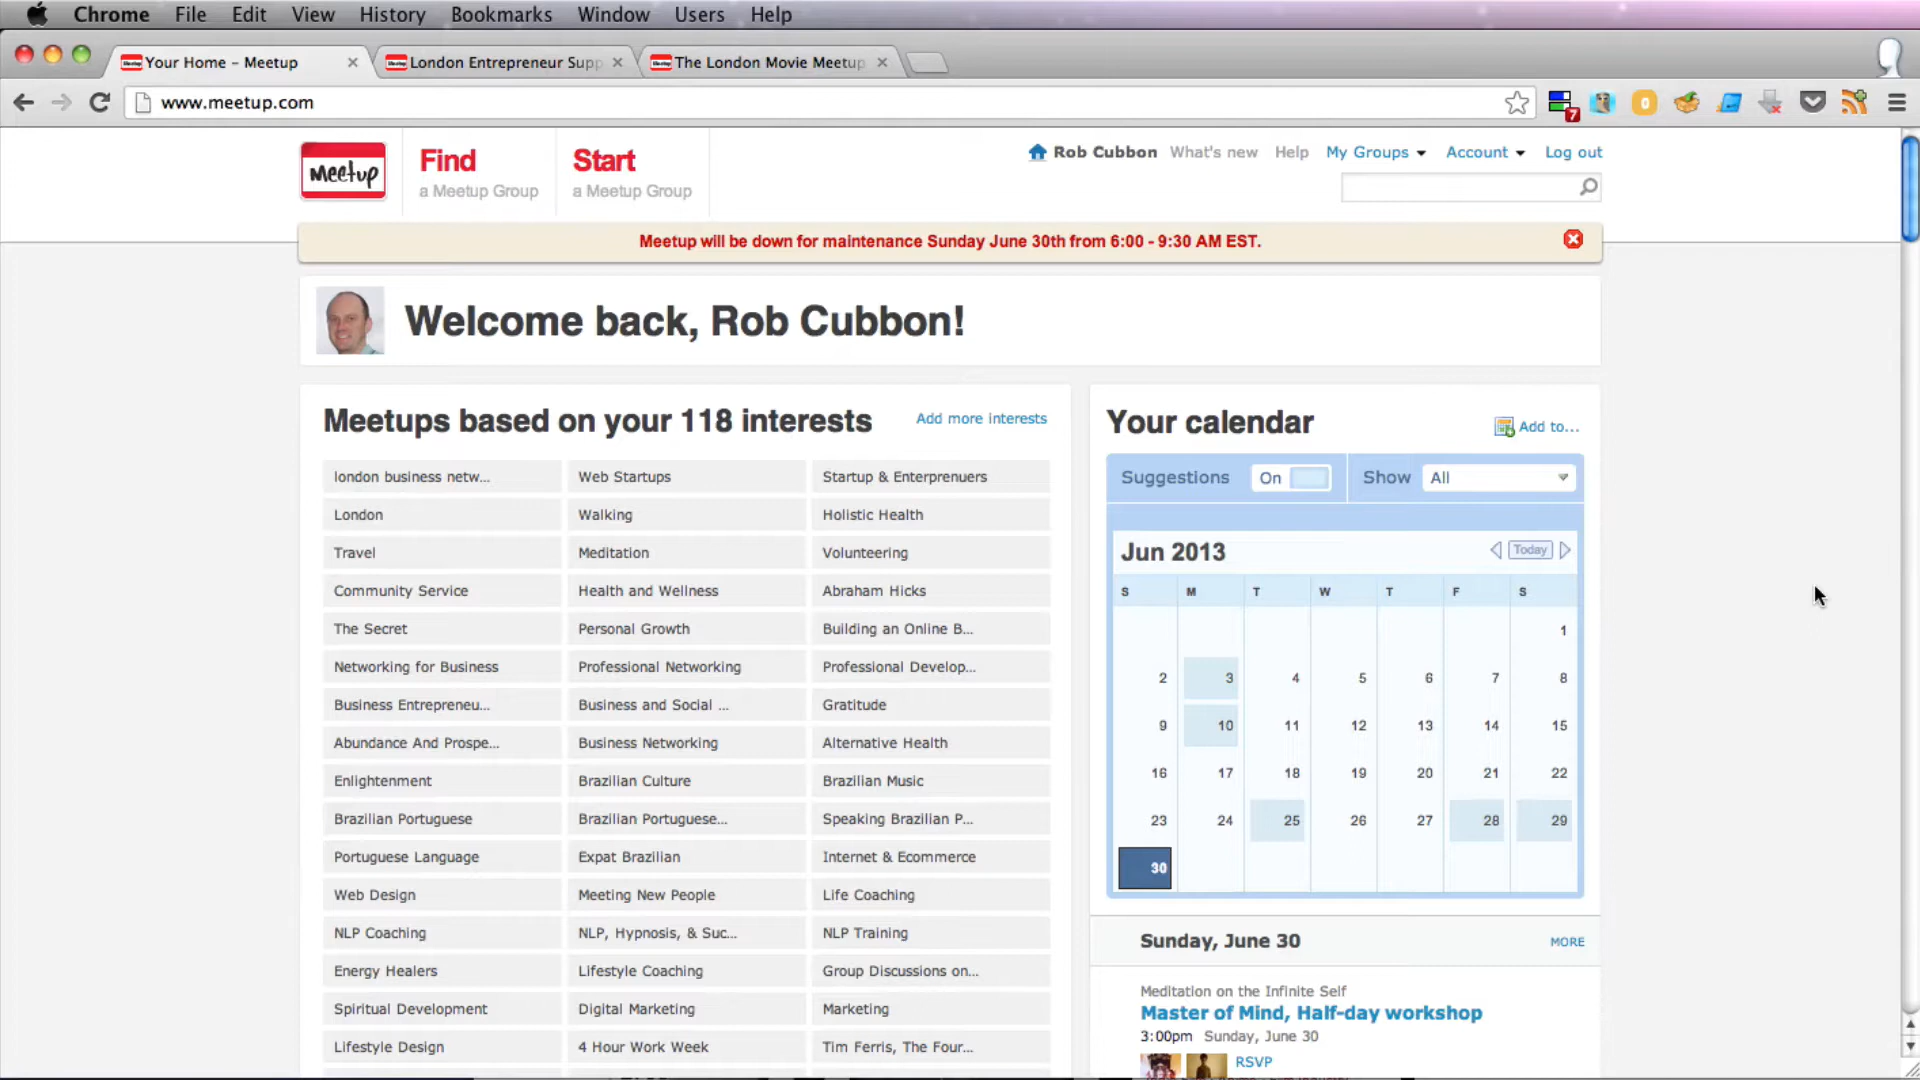 Chrome File Edit View History Bookmarks Window Users Help
Your Home – Meetup
London Entrepreneur Supp
The London Movie Meetup
www.meetup.com
0
7
Meetup
Find
a Meetup Group
Start
a Meetup Group
Rob Cubbon What's new Help My Groups Account Log out
Meetup will be down for maintenance Sunday June 30th from 6:00 - 9:30 AM EST.
Welcome back, Rob Cubbon!
Meetups based on your 118 interests
Add more interests
london business netw... Web Startups Startup & Enterprenuers
London Walking Holistic Health
Travel Meditation Volunteering
Community Service Health and Wellness Abraham Hicks
The Secret Personal Growth Building an Online B...
Networking for Business Professional Networking Professional Develop...
Business Entrepreneu... Business and Social ... Gratitude
Abundance And Prospe... Business Networking Alternative Health
Enlightenment Brazilian Culture Brazilian Music
Brazilian Portuguese Brazilian Portuguese... Speaking Brazilian P...
Portuguese Language Expat Brazilian Internet & Ecommerce
Web Design Meeting New People Life Coaching
NLP Coaching NLP, Hypnosis, & Suc... NLP Training
Energy Healers Lifestyle Coaching Group Discussions on...
Spiritual Development Digital Marketing Marketing
Lifestyle Design 4 Hour Work Week Tim Ferris, The Four...
Your calendar
Add to...
Suggestions On Show All
Jun 2013
Today
S M T W T F S
1
2 3 4 5 6 7 8
9 10 11 12 13 14 15
16 17 18 19 20 21 22
23 24 25 26 27 28 29
30
Sunday, June 30
MORE
Meditation on the Infinite Self
Master of Mind, Half-day workshop
3:00pm Sunday, June 30
RSVP